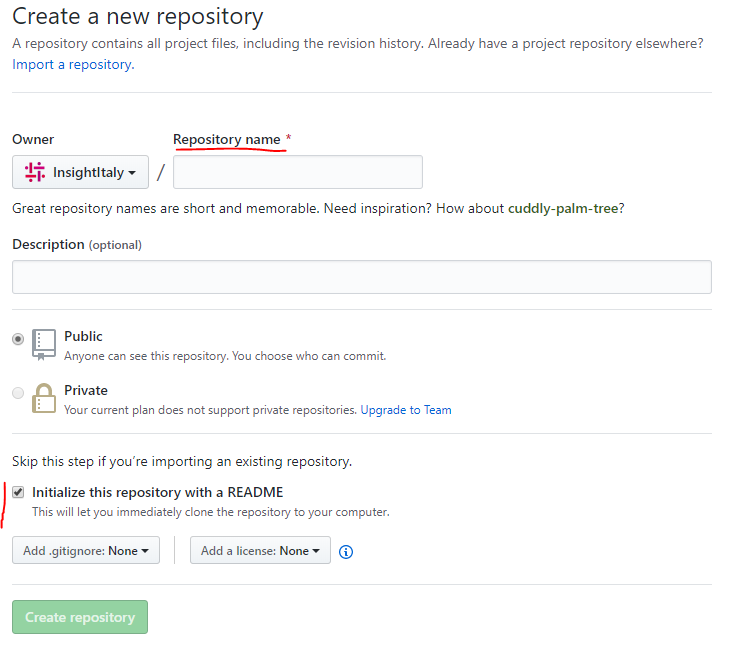 Create a new repository
A repository contains all project files, including the revision history. Already have a project repository elsewhere?
Import a repository.
Owner
Repository name *
InsightItaly /
Great repository names are short and memorable. Need inspiration? How about cuddly-palm-tree?
Description (optional)
Public
Anyone can see this repository. You choose who can commit.
Private
Your current plan does not support private repositories. Upgrade to Team
Skip this step if you’re importing an existing repository.
Initialize this repository with a README
This will let you immediately clone the repository to your computer.
Add .gitignore: None
Add a license: None
Create repository